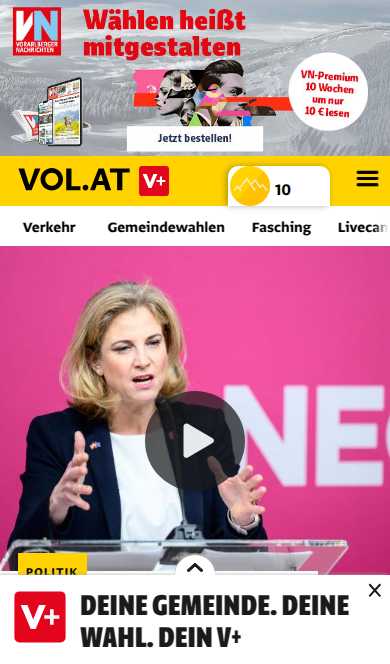 Wählen heißt
mitgestalten
VN
VORARLBERGER
NACHRICHTEN
VN-Premium
10 Wochen
um nur
10 € lesen
Jetzt bestellen!
VOL.AT V+
10
Verkehr Gemeindewahlen Fasching Livecam
NEO
POLITIK
V+
DEINE GEMEINDE. DEINE
WAHL. DEIN V+